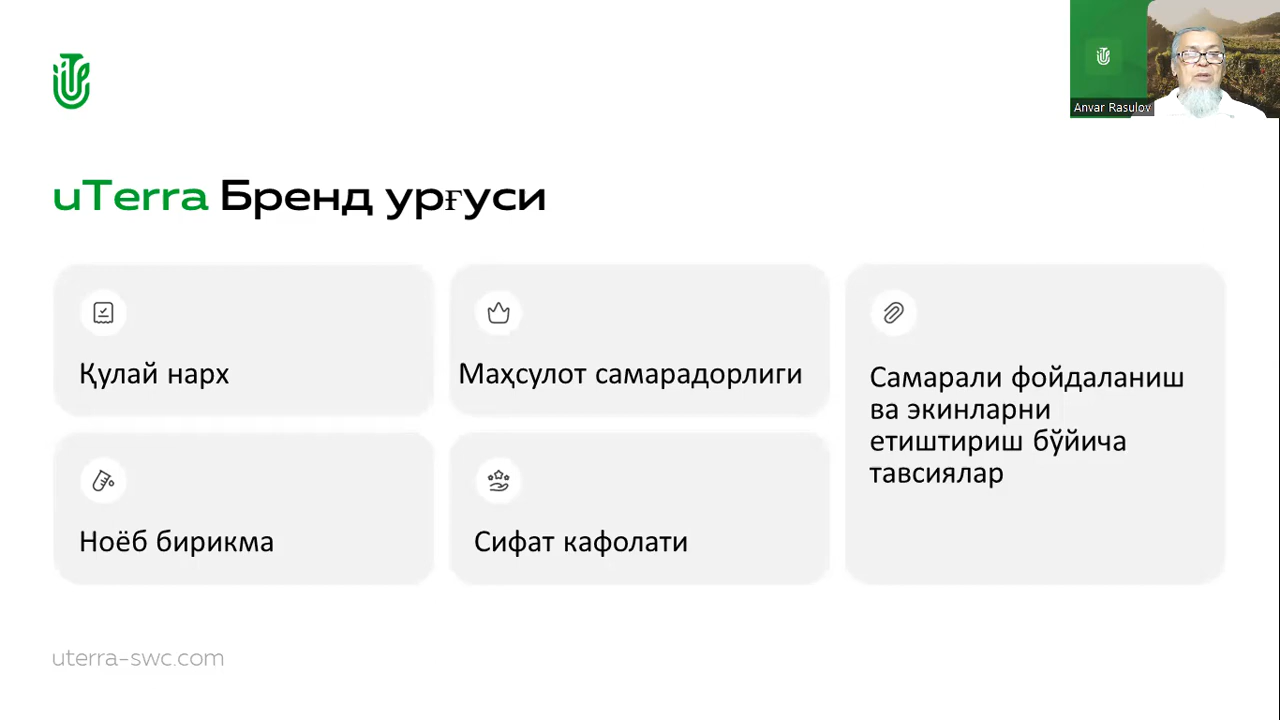 Anvar Rasulov
uTerra Бренд урғуси
Қулай нарх
Маҳсулот самарадорлиги
Самарали фойдаланиш
ва экинларни
етиштириш бўйича
тавсиялар
Ноёб бирикма
Сифат кафолати
uterra-swc.com